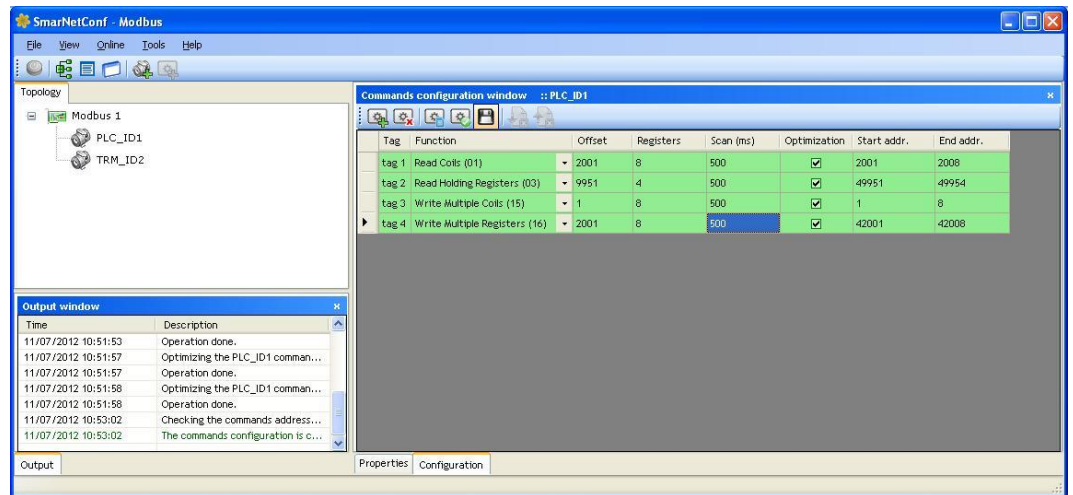 SmarNetConf - Modbus
File View Online Tools Help
Topology
Modbus 1
PLC_ID1
TRM_ID2
Commands configuration window :: PLC_ID1
Tag Function Offset Registers Scan (ms) Optimization Start addr. End addr.
tag 1 Read Coils (01) 2001 8 500 2001 2008
tag 2 Read Holding Registers (03) 9951 4 500 49951 49954
tag 3 Write Multiple Coils (15) 1 8 500 1 8
tag 4 Write Multiple Registers (16) 2001 8 500 42001 42008
Output window
Time Description
11/07/2012 10:51:53 Operation done.
11/07/2012 10:51:57 Optimizing the PLC_ID1 comman...
11/07/2012 10:51:57 Operation done.
11/07/2012 10:51:58 Optimizing the PLC_ID1 comman...
11/07/2012 10:51:58 Operation done.
11/07/2012 10:53:02 Checking the commands address...
11/07/2012 10:53:02 The commands configuration is c...
Output
Properties Configuration